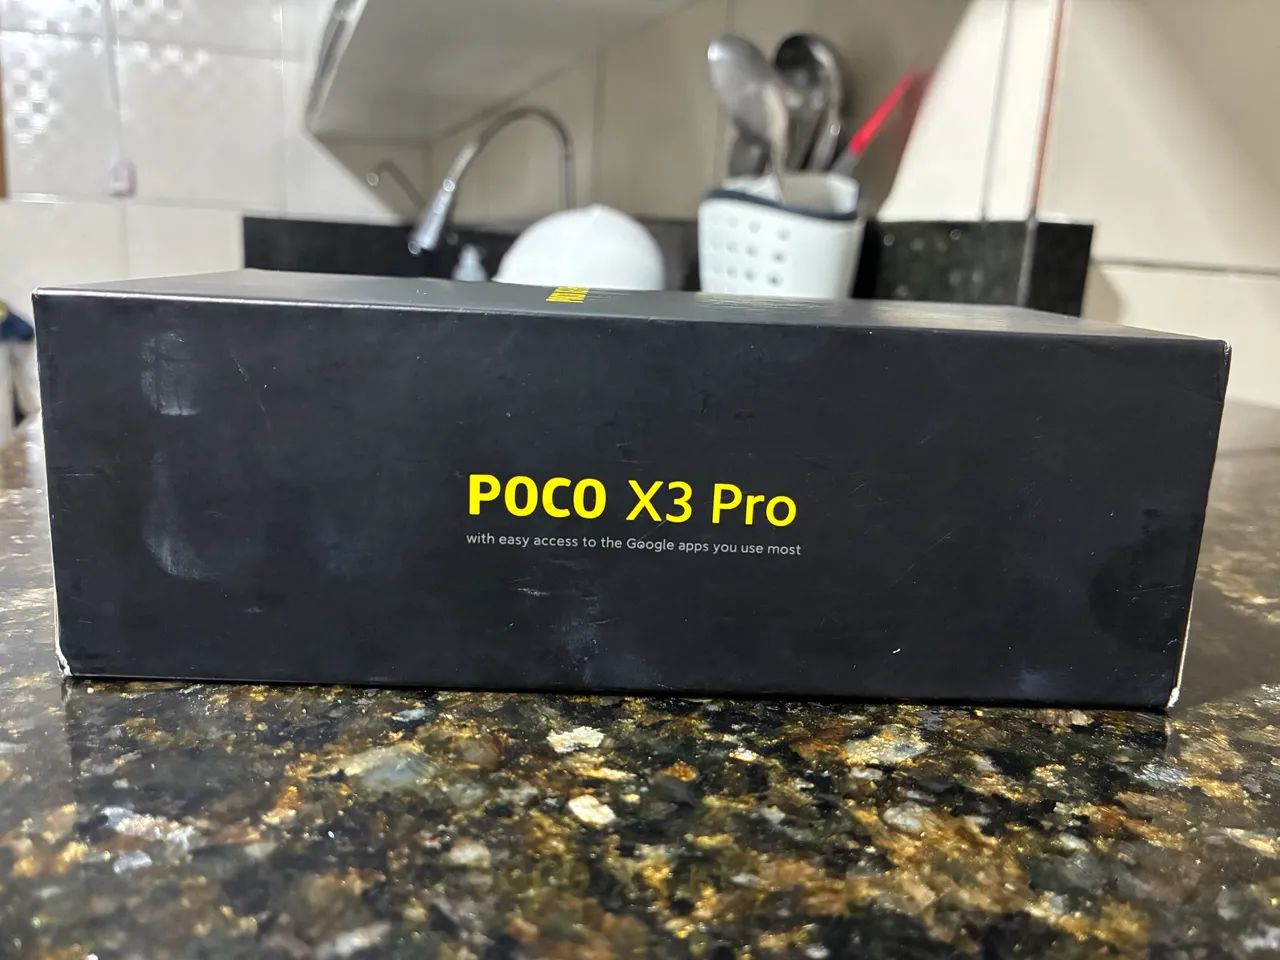 POCO X3 Pro
with easy access to the Google apps you use most